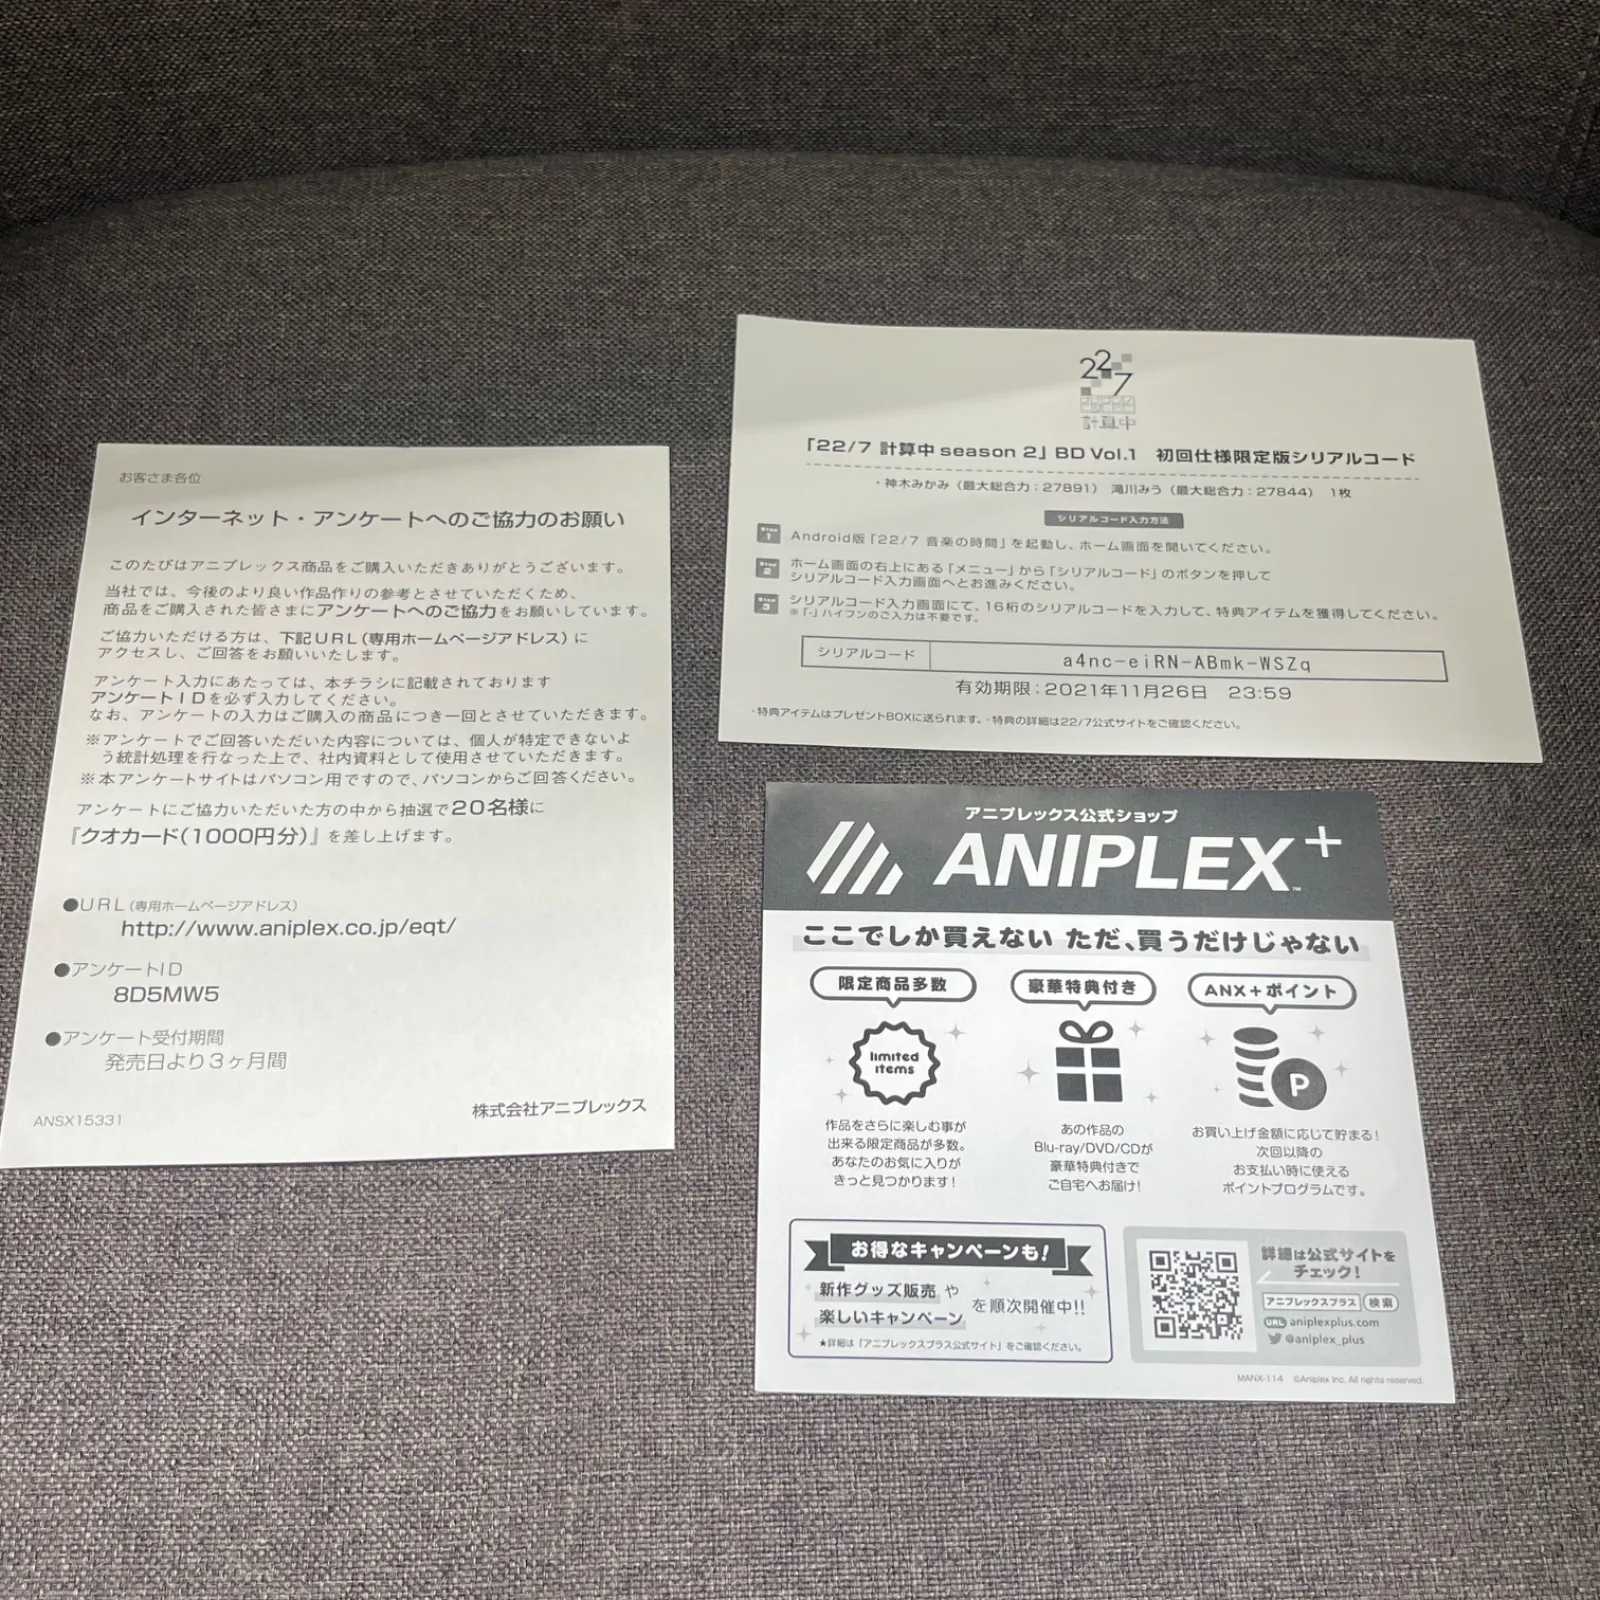 お客さま各位
インターネット・アンケートへのご協力のお願い
このたびはアニプレックス商品をご購入いただきありがとうございます。
当社では、今後のより良い作品作りの参考とさせていただくため、
商品をご購入された皆さまにアンケートへのご協力をお願いしています。
ご協力いただける方は、下記URL(専用ホームページアドレス)に
アクセスし、ご回答をお願いいたします。
アンケート入力にあたっては、本チラシに記載されております
アンケートIDを必ず入力してください。
なお、アンケートの入力はご購入の商品につき一回とさせていただきます。
※アンケートでご回答いただいた内容については、個人が特定できないよ
う統計処理を行なった上で、社内資料として使用させていただきます。
※本アンケートサイトはパソコン用ですので、パソコンからご回答ください。
アンケートにご協力いただいた方の中から抽選で20名様に
『クオカード(1000円分)』を差し上げます。
●URL(専用ホームページアドレス)
http://www.aniplex.co.jp/eqt/
●アンケートID
8D5MW5
●アンケート受付期間
発売日より3ヶ月間
株式会社アニプレックス
ANSX15331
22/7
計算中
「22/7 計算中 season 2」BD Vol.1 初回仕様限定版シリアルコード
・神木みかみ(最大総合力:27891) 滝川みう(最大総合力:27844) 1枚
シリアルコード入力方法
Step 1 Android版「22/7 音楽の時間」を起動し、ホーム画面を開いてください。
Step 2 ホーム画面の右上にある「メニュー」から「シリアルコード」のボタンを押して
シリアルコード入力画面へとお進みください。
Step 3 シリアルコード入力画面にて、16桁のシリアルコードを入力して、特典アイテムを獲得してください。
※「-」ハイフンのご入力は不要です。
シリアルコード a4nc-eiRN-ABmk-WSZq
有効期限:2021年11月26日 23:59
・特典アイテムはプレゼントBOXに送られます。・特典の詳細は22/7公式サイトをご確認ください。
アニプレックス公式ショップ
ANIPLEX+™
ここでしか買えない ただ、買うだけじゃない
限定商品多数
limited
items
作品をさらに楽しむ事が
出来る限定商品が多数。
あなたのお気に入りが
きっと見つかります!
豪華特典付き
あの作品の
Blu-ray/DVD/CDが
豪華特典付きで
ご自宅へお届け!
ANX+ポイント
P
お買い上げ金額に応じて貯まる!
次回以降の
お支払い時に使える
ポイントプログラムです。
お得なキャンペーンも!
新作グッズ販売 や
楽しいキャンペーン を順次開催中!!
★詳細は「アニプレックスプラス公式サイト」をご確認ください。
詳細は公式サイトを
チェック!
アニプレックスプラス 検索
URL aniplexplus.com
@aniplex_plus
MANX-114 ©Aniplex Inc. All rights reserved.